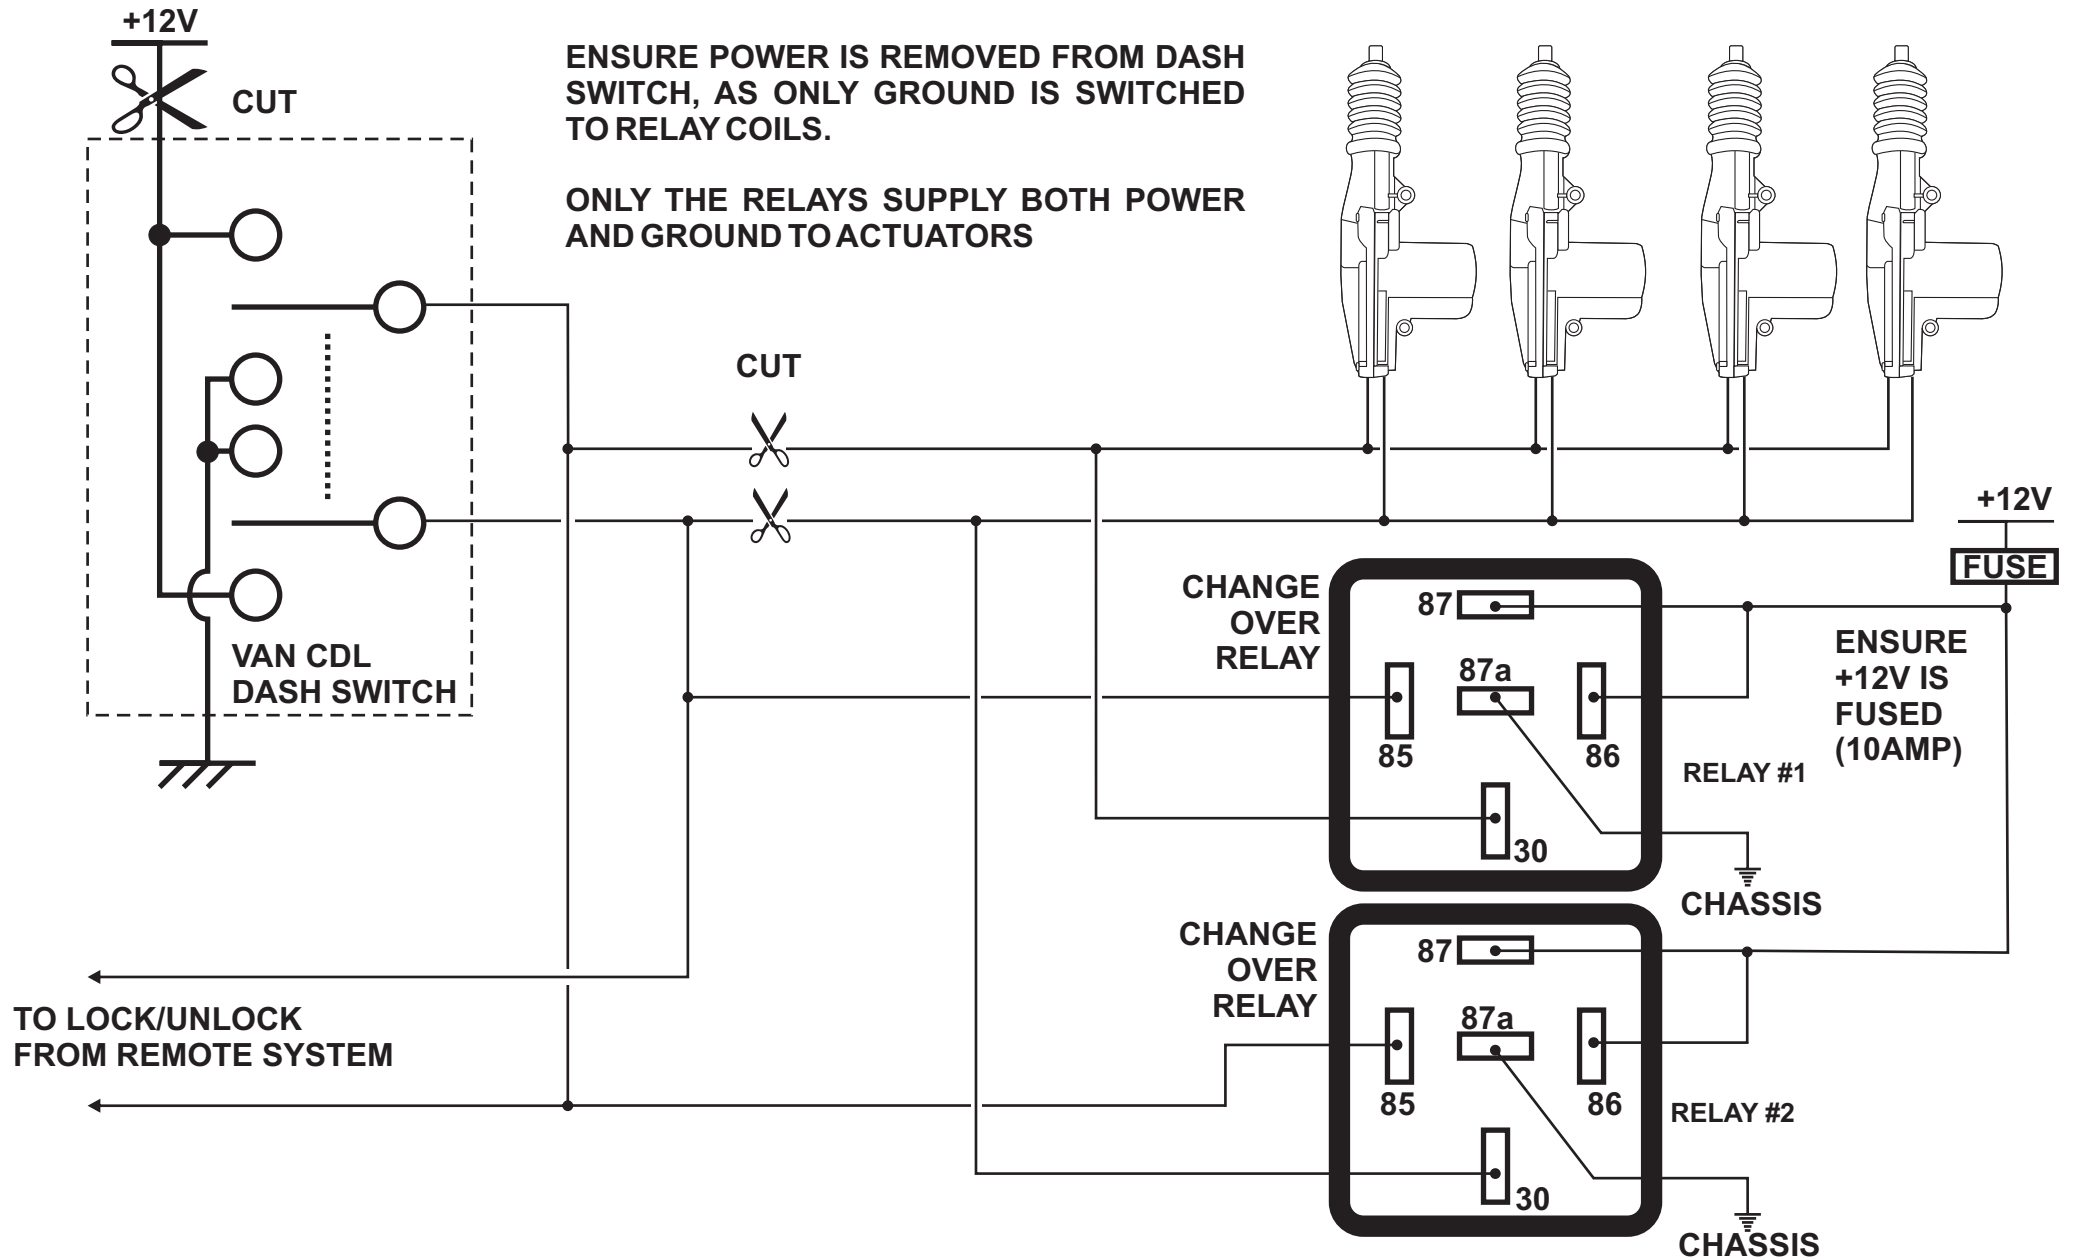 +12V
CUT
ENSURE POWER IS REMOVED FROM DASH
SWITCH, AS ONLY GROUND IS SWITCHED
TO RELAY COILS.
ONLY THE RELAYS SUPPLY BOTH POWER
AND GROUND TO ACTUATORS
CUT
+12V
FUSE
CHANGE
OVER
RELAY
87
87a
85
86
30
ENSURE
+12V IS
FUSED
(10AMP)
RELAY #1
CHASSIS
VAN CDL
DASH SWITCH
CHANGE
OVER
RELAY
87
87a
85
86
30
RELAY #2
CHASSIS
TO LOCK/UNLOCK
FROM REMOTE SYSTEM